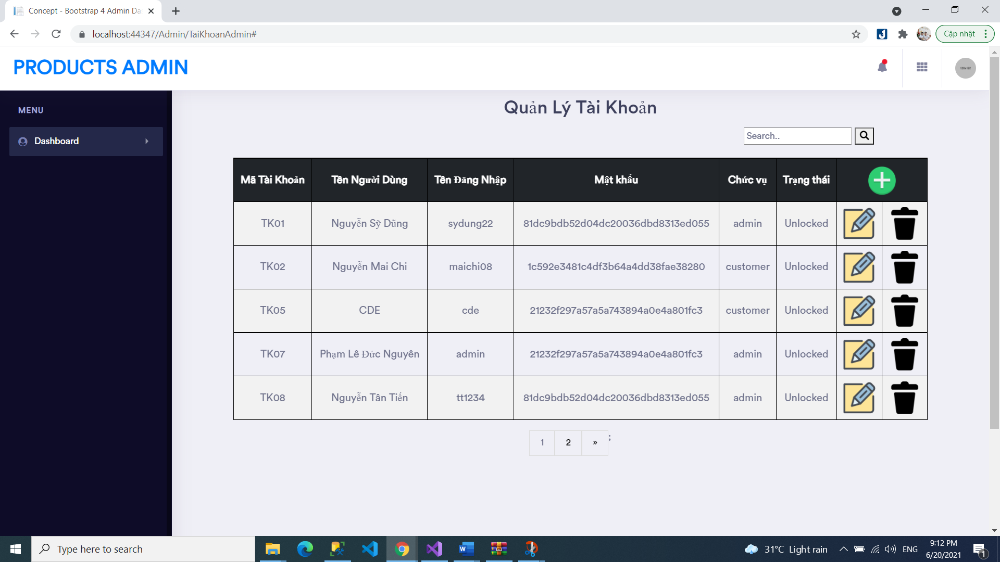 Concept - Bootstrap 4 Admin Da
localhost:44347/Admin/TaiKhoanAdmin#
Cập nhật
PRODUCTS ADMIN
MENU
Dashboard
Quản Lý Tài Khoản
Search..
Mã Tài Khoản Tên Người Dùng Tên Đăng Nhập Mật khẩu Chức vụ Trạng thái
TK01 Nguyễn Sỹ Dũng sydung22 81dc9bdb52d04dc20036dbd8313ed055 admin Unlocked
TK02 Nguyễn Mai Chi maichi08 1c592e3481c4df3b64a4dd38fae38280 customer Unlocked
TK05 CDE cde 21232f297a57a5a743894a0e4a801fc3 customer Unlocked
TK07 Phạm Lê Đức Nguyên admin 21232f297a57a5a743894a0e4a801fc3 admin Unlocked
TK08 Nguyễn Tân Tiến tt1234 81dc9bdb52d04dc20036dbd8313ed055 admin Unlocked
1 2 » ;
Type here to search
31°C Light rain ENG
9:12 PM
6/20/2021
1